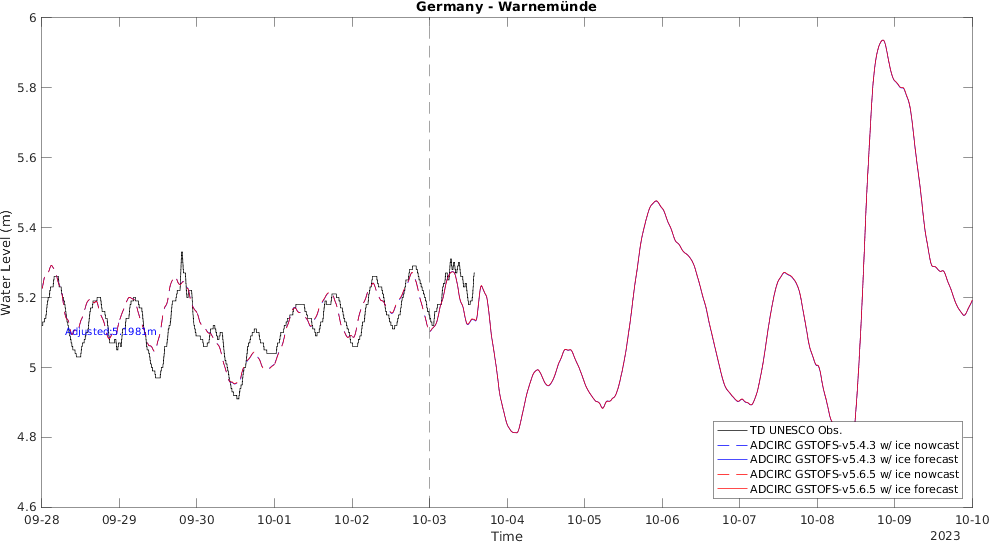 Germany - Warnemünde
6
5.8
5.6
5.4
5.2
5
4.8
4.6
Water Level (m)
Adjusted:5.1981m
TD UNESCO Obs.
ADCIRC GSTOFS-v5.4.3 w/ ice nowcast
ADCIRC GSTOFS-v5.4.3 w/ ice forecast
ADCIRC GSTOFS-v5.6.5 w/ ice nowcast
ADCIRC GSTOFS-v5.6.5 w/ ice forecast
09-28 09-29 09-30 10-01 10-02 10-03 10-04 10-05 10-06 10-07 10-08 10-09 10-10
Time
2023